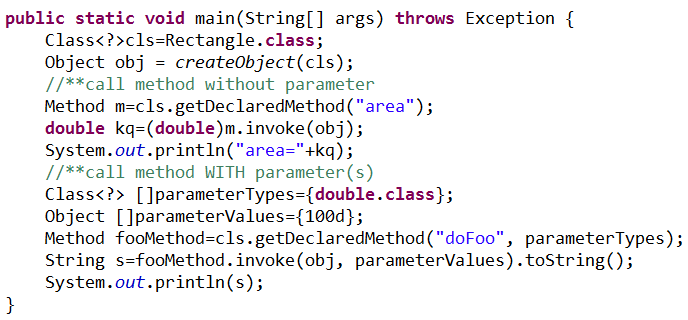 public static void main(String[] args) throws Exception {
    Class<?>cls=Rectangle.class;
    Object obj = createObject(cls);
    //**call method without parameter
    Method m=cls.getDeclaredMethod("area");
    double kq=(double)m.invoke(obj);
    System.out.println("area="+kq);
    //**call method WITH parameter(s)
    Class<?> []parameterTypes={double.class};
    Object []parameterValues={100d};
    Method fooMethod=cls.getDeclaredMethod("doFoo", parameterTypes);
    String s=fooMethod.invoke(obj, parameterValues).toString();
    System.out.println(s);
}